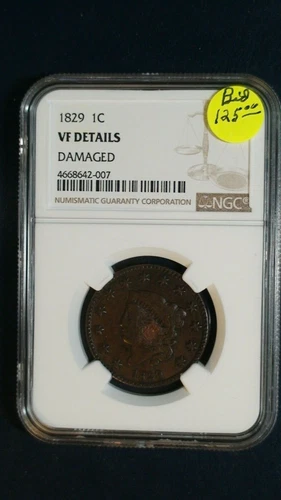 1829 1C
VF DETAILS
DAMAGED
4668642-007
NUMISMATIC GUARANTY CORPORATION
NGC®
Bid
125.00